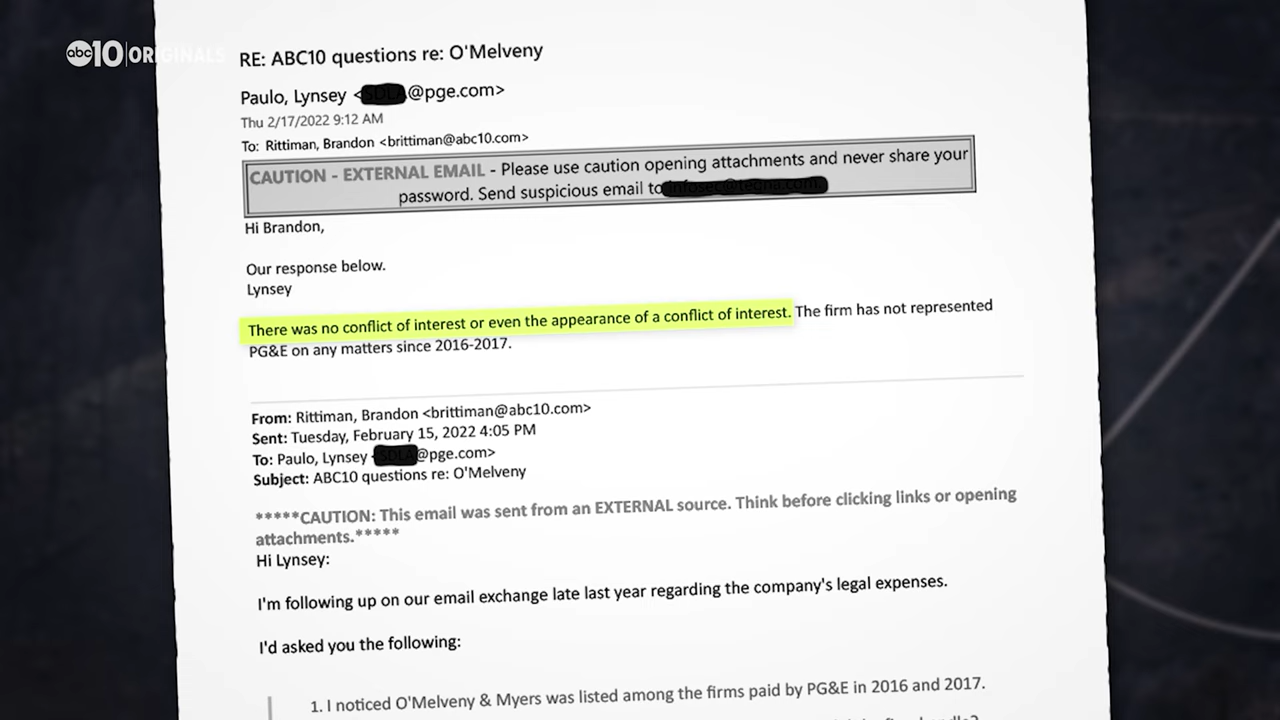 abc10 ORIGINALS
RE: ABC10 questions re: O'Melveny
Paulo, Lynsey < @pge.com>
Thu 2/17/2022 9:12 AM
To: Rittiman, Brandon <brittiman@abc10.com>
CAUTION - EXTERNAL EMAIL - Please use caution opening attachments and never share your
password. Send suspicious email to
Hi Brandon,
Our response below.
Lynsey
There was no conflict of interest or even the appearance of a conflict of interest. The firm has not represented
PG&E on any matters since 2016-2017.
From: Rittiman, Brandon <brittiman@abc10.com>
Sent: Tuesday, February 15, 2022 4:05 PM
To: Paulo, Lynsey @pge.com>
Subject: ABC10 questions re: O'Melveny
*****CAUTION: This email was sent from an EXTERNAL source. Think before clicking links or opening
attachments.*****
Hi Lynsey:
I'm following up on our email exchange late last year regarding the company's legal expenses.
I'd asked you the following:
1. I noticed O'Melveny & Myers was listed among the firms paid by PG&E in 2016 and 2017.